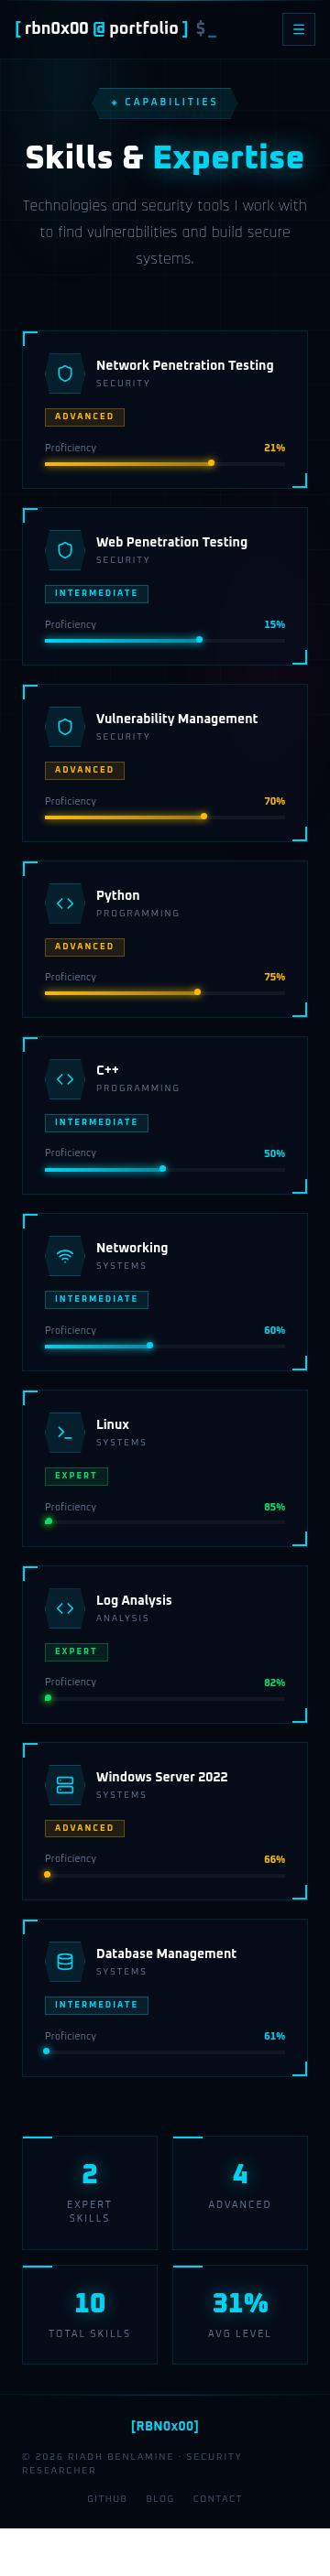 [ rbn0x00 @ portfolio ] $_
◈ CAPABILITIES
Skills & Expertise
Technologies and security tools I work with
to find vulnerabilities and build secure
systems.
Network Penetration Testing
SECURITY
ADVANCED
Proficiency 21%
Web Penetration Testing
SECURITY
INTERMEDIATE
Proficiency 15%
Vulnerability Management
SECURITY
ADVANCED
Proficiency 70%
Python
PROGRAMMING
ADVANCED
Proficiency 75%
C++
PROGRAMMING
INTERMEDIATE
Proficiency 50%
Networking
SYSTEMS
INTERMEDIATE
Proficiency 60%
Linux
SYSTEMS
EXPERT
Proficiency 85%
Log Analysis
ANALYSIS
EXPERT
Proficiency 82%
Windows Server 2022
SYSTEMS
ADVANCED
Proficiency 66%
Database Management
SYSTEMS
INTERMEDIATE
Proficiency 61%
2
EXPERT
SKILLS
4
ADVANCED
10
TOTAL SKILLS
31%
AVG LEVEL
[RBN0x00]
© 2026 RIADH BENLAMINE · SECURITY
RESEARCHER
GITHUB BLOG CONTACT